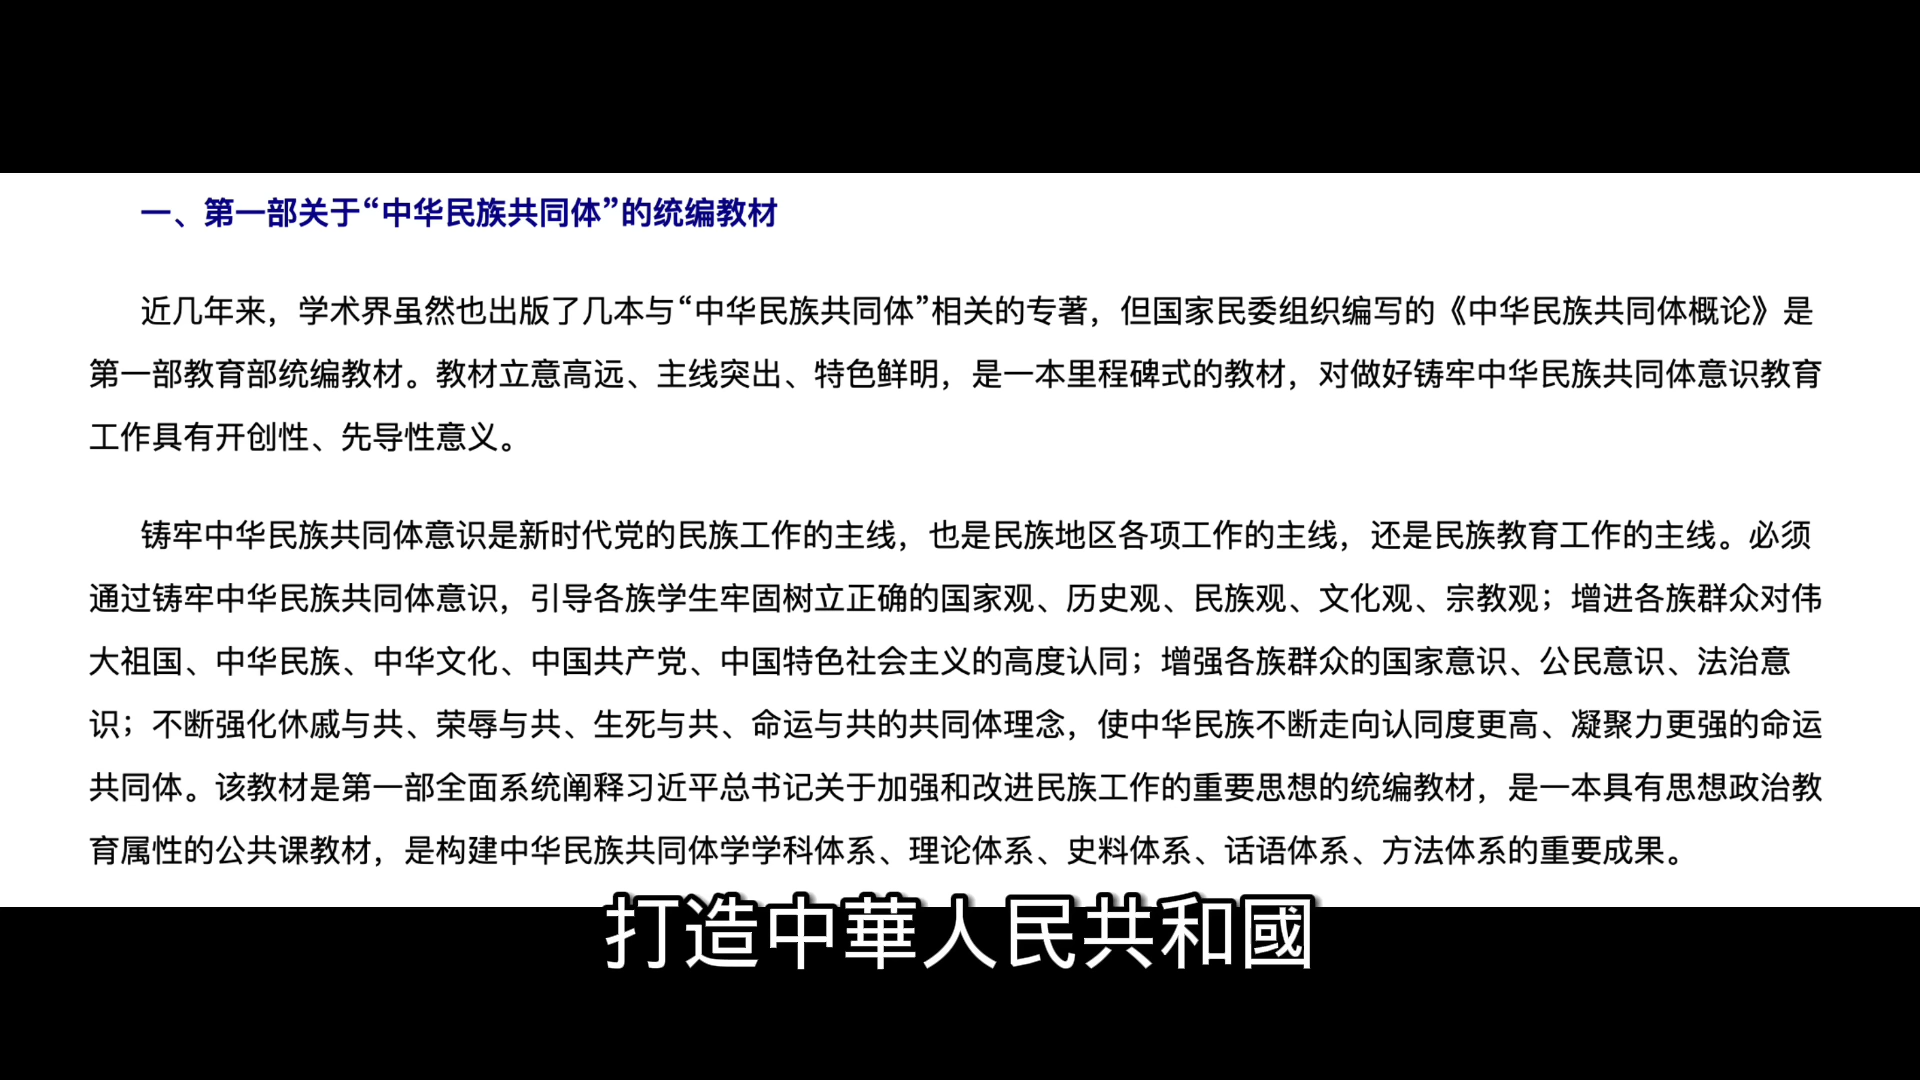 一、第一部关于“中华民族共同体”的统编教材
近几年来，学术界虽然也出版了几本与“中华民族共同体”相关的专著，但国家民委组织编写的《中华民族共同体概论》是
第一部教育部统编教材。教材立意高远、主线突出、特色鲜明，是一本里程碑式的教材，对做好铸牢中华民族共同体意识教育
工作具有开创性、先导性意义。
铸牢中华民族共同体意识是新时代党的民族工作的主线，也是民族地区各项工作的主线，还是民族教育工作的主线。必须
通过铸牢中华民族共同体意识，引导各族学生牢固树立正确的国家观、历史观、民族观、文化观、宗教观；增进各族群众对伟
大祖国、中华民族、中华文化、中国共产党、中国特色社会主义的高度认同；增强各族群众的国家意识、公民意识、法治意
识；不断强化休戚与共、荣辱与共、生死与共、命运与共的共同体理念，使中华民族不断走向认同度更高、凝聚力更强的命运
共同体。该教材是第一部全面系统阐释习近平总书记关于加强和改进民族工作的重要思想的统编教材，是一本具有思想政治教
育属性的公共课教材，是构建中华民族共同体学学科体系、理论体系、史料体系、话语体系、方法体系的重要成果。
打造中華人民共和國